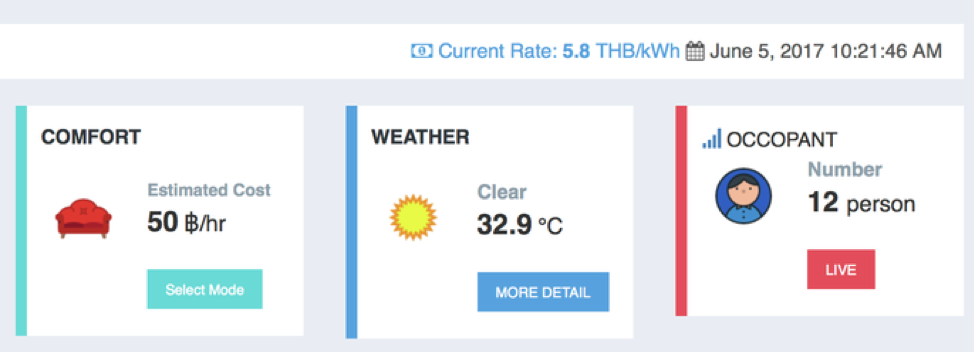 Current Rate: 5.8 THB/kWh June 5, 2017 10:21:46 AM
COMFORT
Estimated Cost
50 ฿/hr
Select Mode
WEATHER
Clear
32.9 °C
MORE DETAIL
OCCOPANT
Number
12 person
LIVE